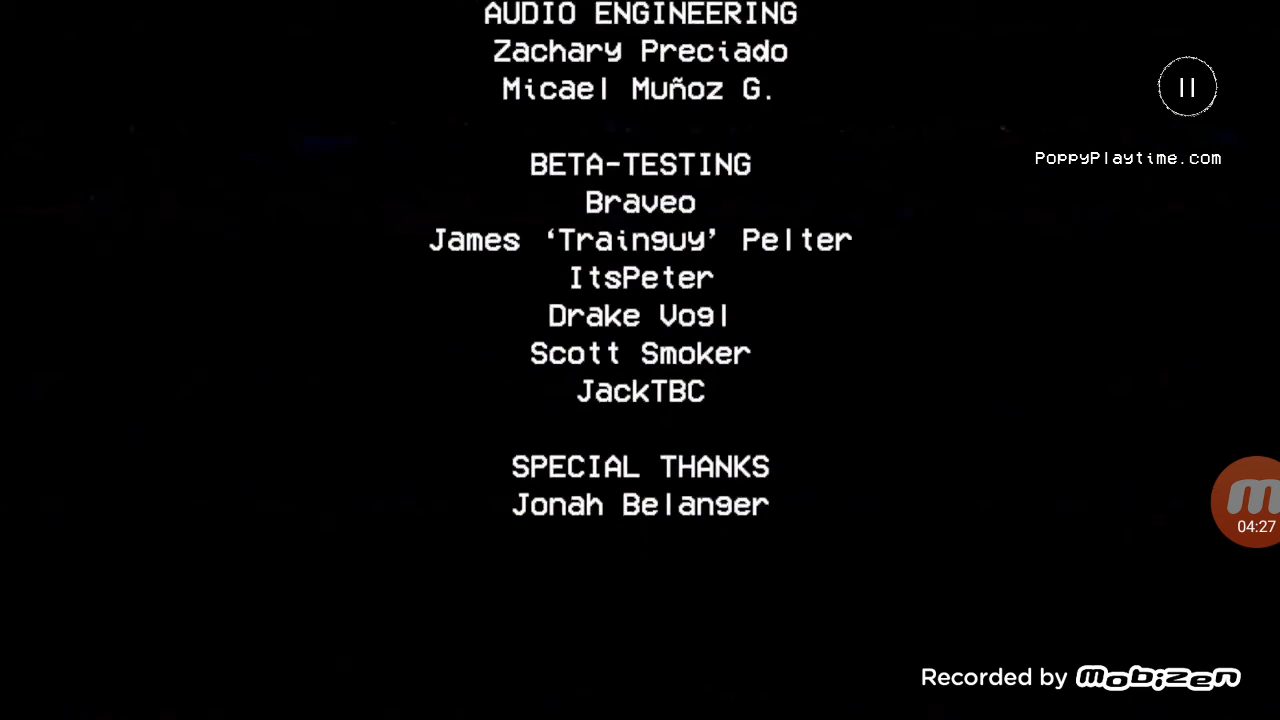 AUDIO ENGINEERING
Zachary Preciado
Micael Muñoz G.
PoppyPlaytime.com
BETA-TESTING
Braveo
James ‘Trainguy’ Pelter
ItsPeter
Drake Vogl
Scott Smoker
JackTBC
SPECIAL THANKS
Jonah Belanger
04:27
Recorded by mobizen